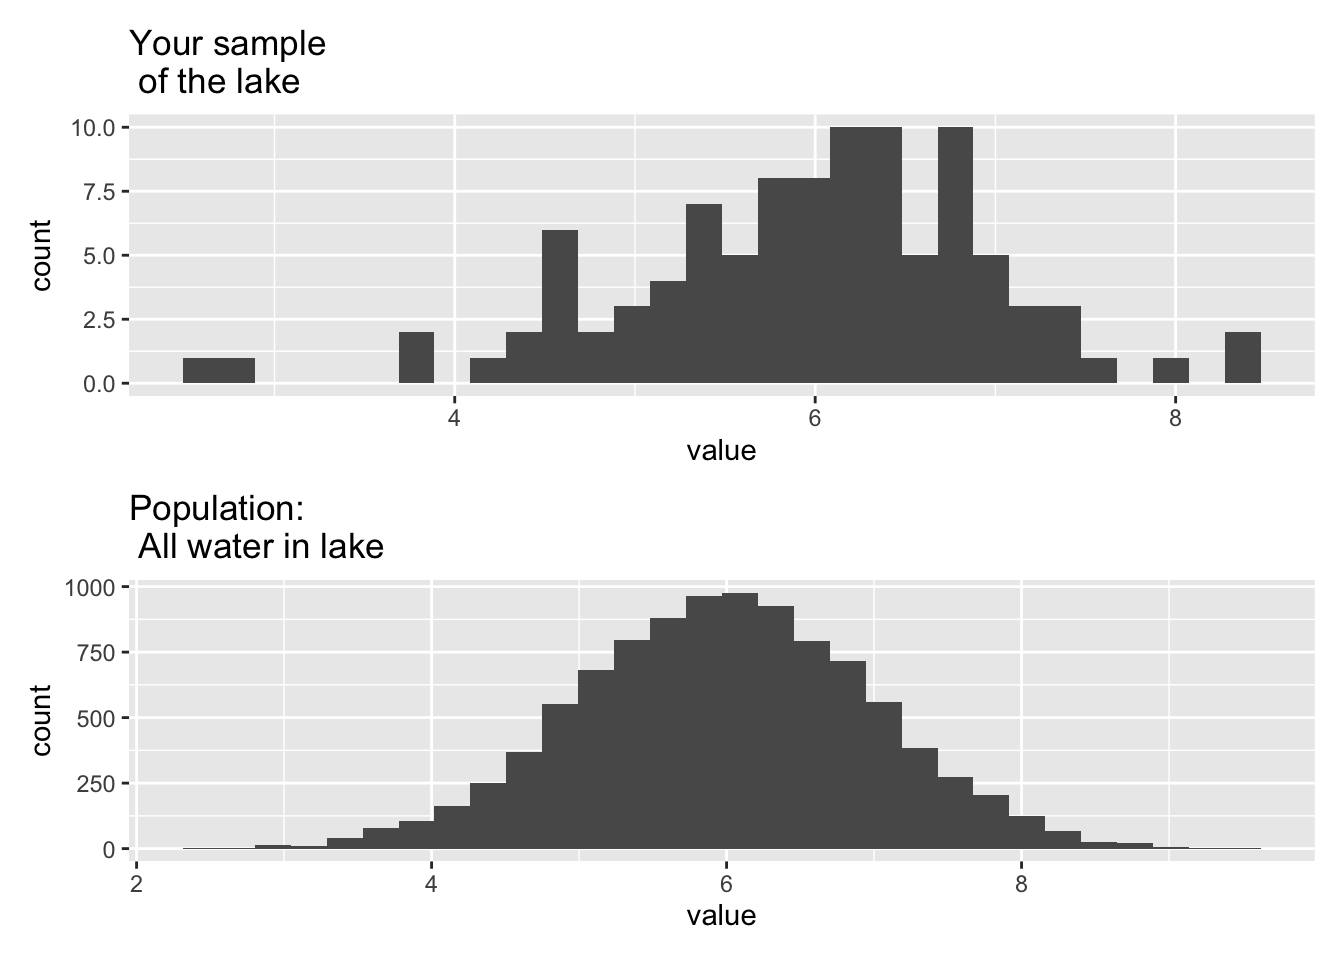 Your sample
of the lake
10.0
7.5
5.0
2.5
0.0
count
4 6 8
value
Population:
All water in lake
1000
750
500
250
0
count
2 4 6 8
value